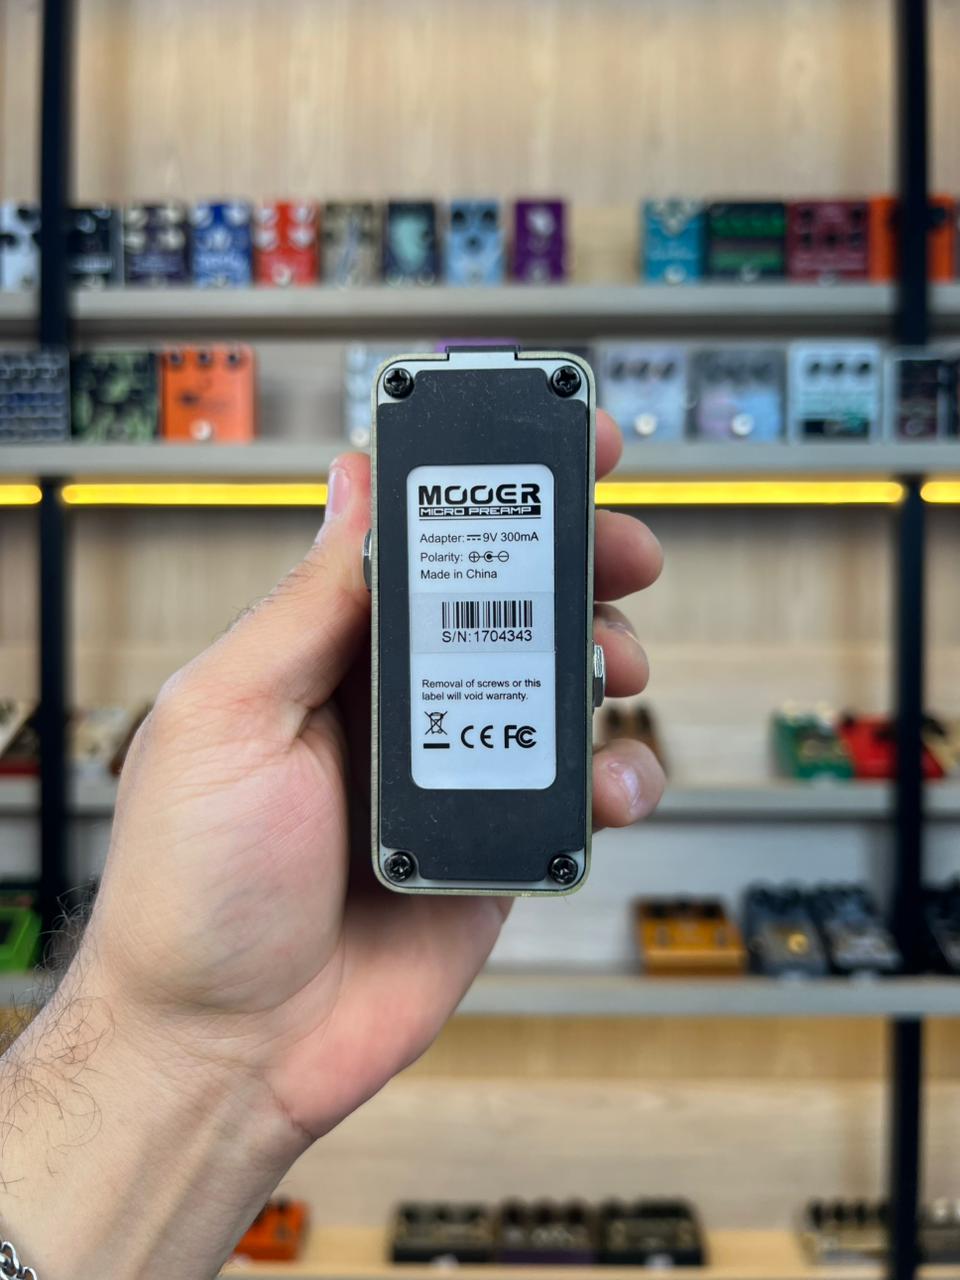 MOOER
MICRO PREAMP
Adapter: ⎓9V 300mA
Polarity: ⊕-◉-⊖
Made in China
S/N:1704343
Removal of screws or this
label will void warranty.
CE FC